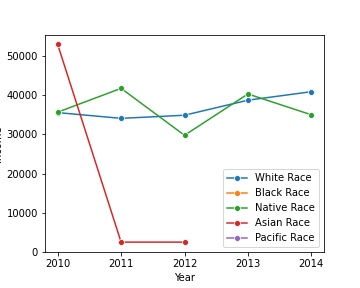 50000
40000
30000
20000
10000
0
2010 2011 2012 2013 2014
Year
White Race
Black Race
Native Race
Asian Race
Pacific Race